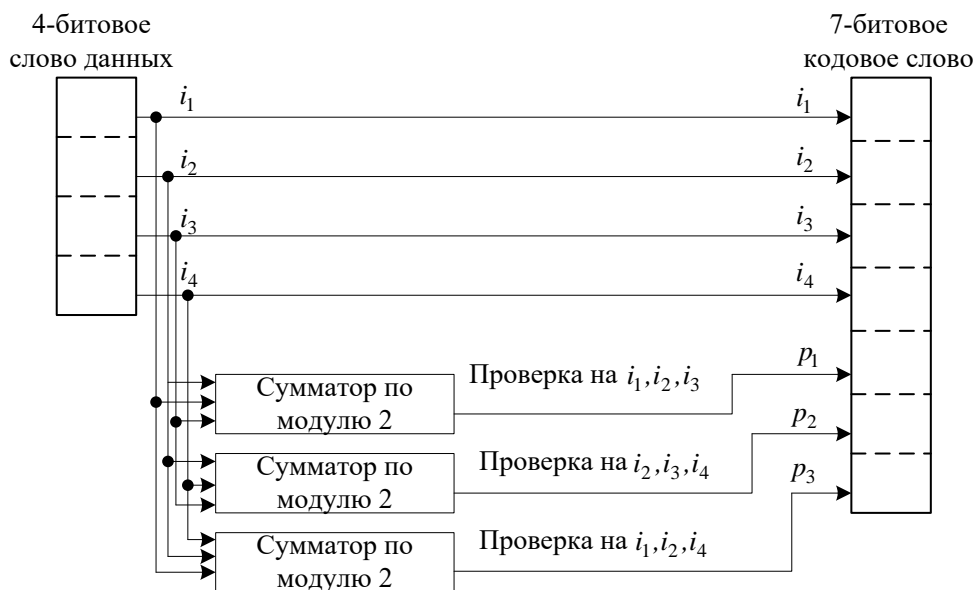 4-битовое
слово данных
7-битовое
кодовое слово
i₁
i₁
i₂
i₂
i₃
i₃
i₄
i₄
Сумматор по
модулю 2
Проверка на i₁,i₂,i₃
p₁
Сумматор по
модулю 2
Проверка на i₂,i₃,i₄
p₂
Сумматор по
модулю 2
Проверка на i₁,i₂,i₄
p₃